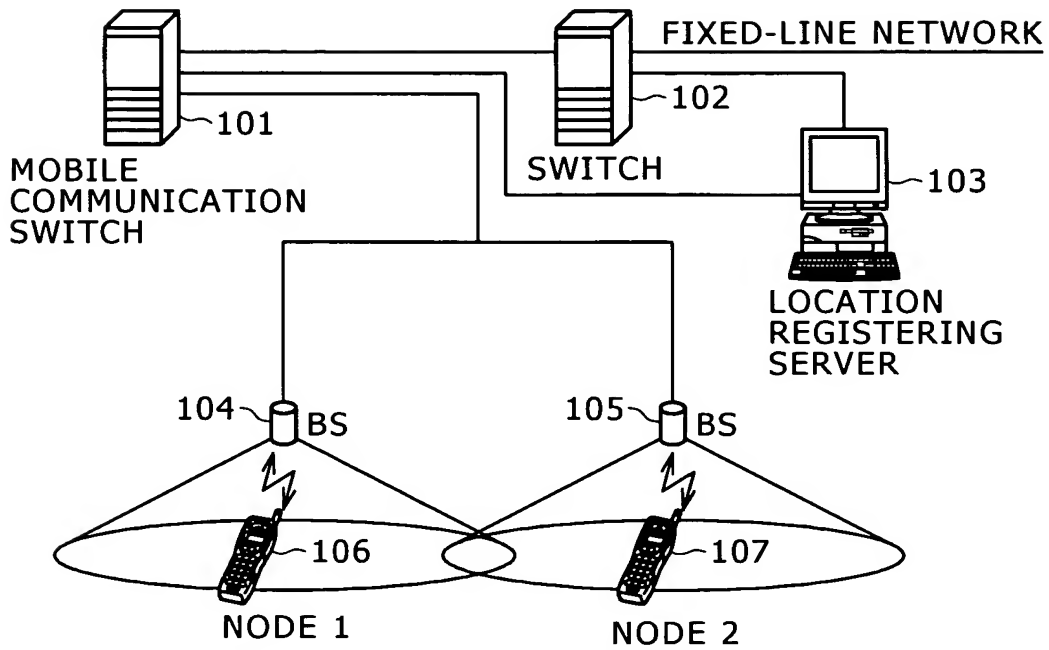 FIXED-LINE NETWORK
101
102
MOBILE
COMMUNICATION
SWITCH
SWITCH
103
LOCATION
REGISTERING
SERVER
104
BS
105
BS
106
107
NODE 1
NODE 2